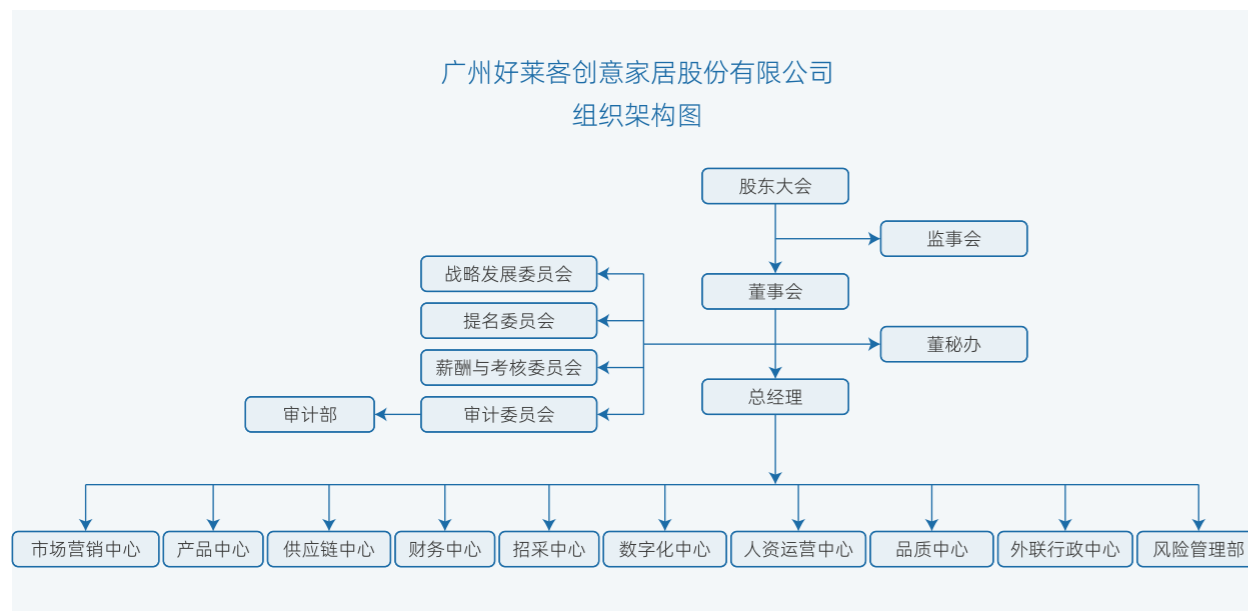 广州好莱客创意家居股份有限公司
组织架构图
股东大会
监事会
战略发展委员会
董事会
提名委员会
董秘办
薪酬与考核委员会
总经理
审计部
审计委员会
市场营销中心
产品中心
供应链中心
财务中心
招采中心
数字化中心
人资运营中心
品质中心
外联行政中心
风险管理部